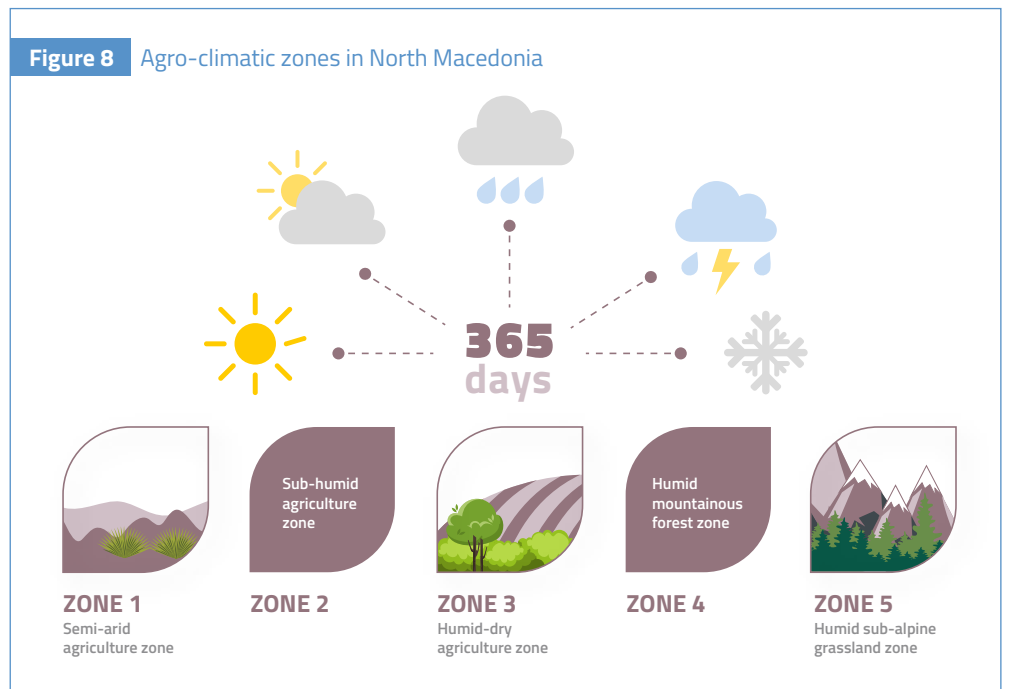 Figure 8 Agro-climatic zones in North Macedonia
365
days
Sub-humid
agriculture
zone
Humid
mountainous
forest zone
ZONE 1
Semi-arid
agriculture zone
ZONE 2
ZONE 3
Humid-dry
agriculture zone
ZONE 4
ZONE 5
Humid sub-alpine
grassland zone